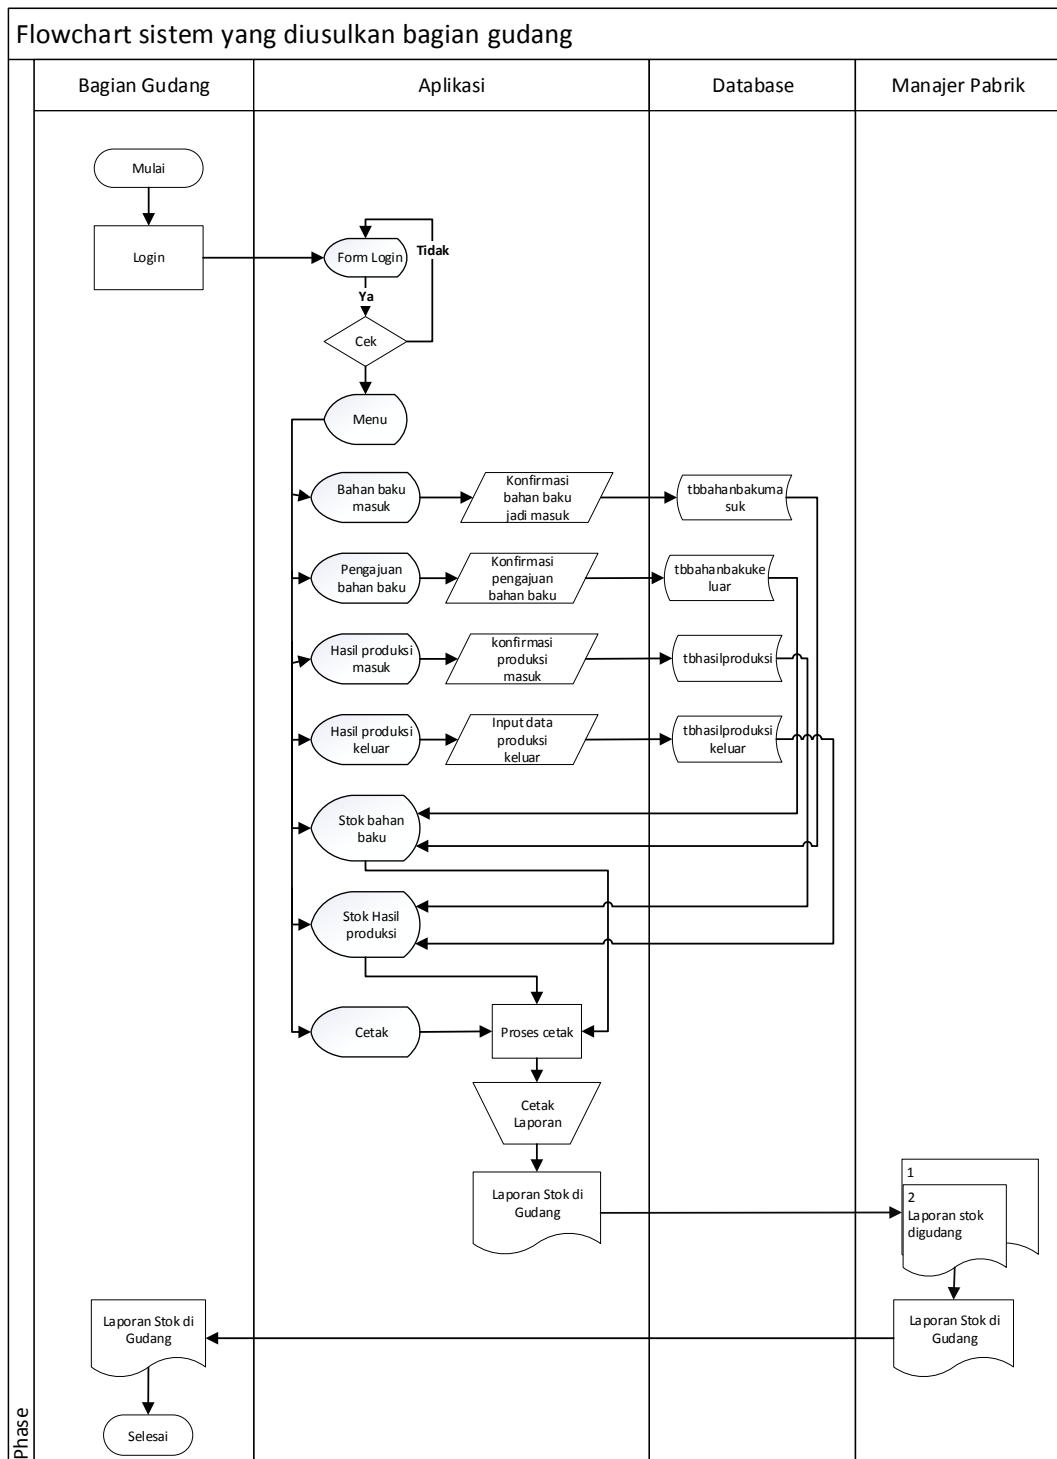 Flowchart sistem yang diusulkan bagian gudang
Bagian Gudang
Aplikasi
Database
Manajer Pabrik
Mulai
Login
Form Login
Tidak
Ya
Cek
Menu
Bahan baku
masuk
Konfirmasi
bahan baku
jadi masuk
tbbahanbakuma
suk
Pengajuan
bahan baku
Konfirmasi
pengajuan
bahan baku
tbbahanbakuke
luar
Hasil produksi
masuk
konfirmasi
produksi
masuk
tbhasilproduksi
Hasil produksi
keluar
Input data
produksi
keluar
tbhasilproduksi
keluar
Stok bahan
baku
Stok Hasil
produksi
Cetak
Proses cetak
Cetak
Laporan
Laporan Stok di
Gudang
1
2
Laporan stok
digudang
Laporan Stok di
Gudang
Laporan Stok di
Gudang
Selesai
Phase